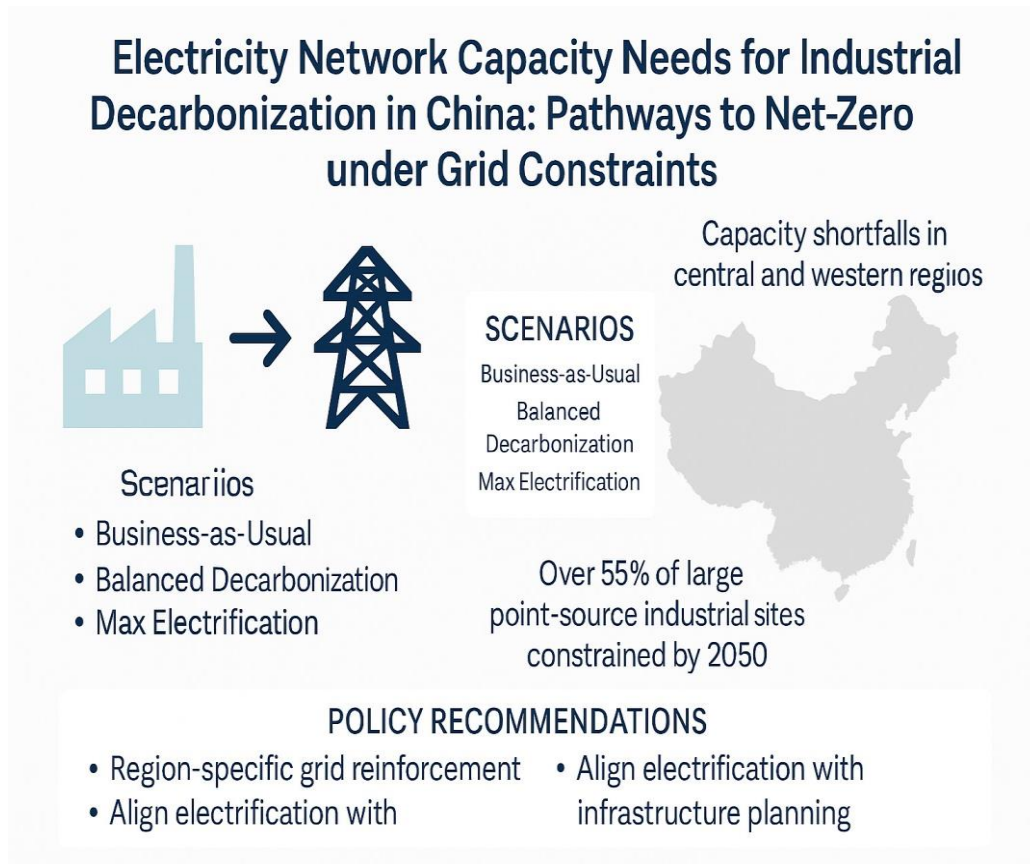 Electricity Network Capacity Needs for Industrial
Decarbonization in China: Pathways to Net-Zero
under Grid Constraints
Capacity shortfalls in
central and western regiıos
SCENARIOS
Business-as-Usual
Balanced
Decarbonization
Max Electrification
Scenariios
• Business-as-Usual
• Balanced Decarbonization
• Max Electrification
Over 55% of large
point-source industrial sites
constrained by 2050
POLICY RECOMMENDATIONS
• Region-specific grid reinforcement
• Align electrification with
• Align electrification with
infrastructure planning